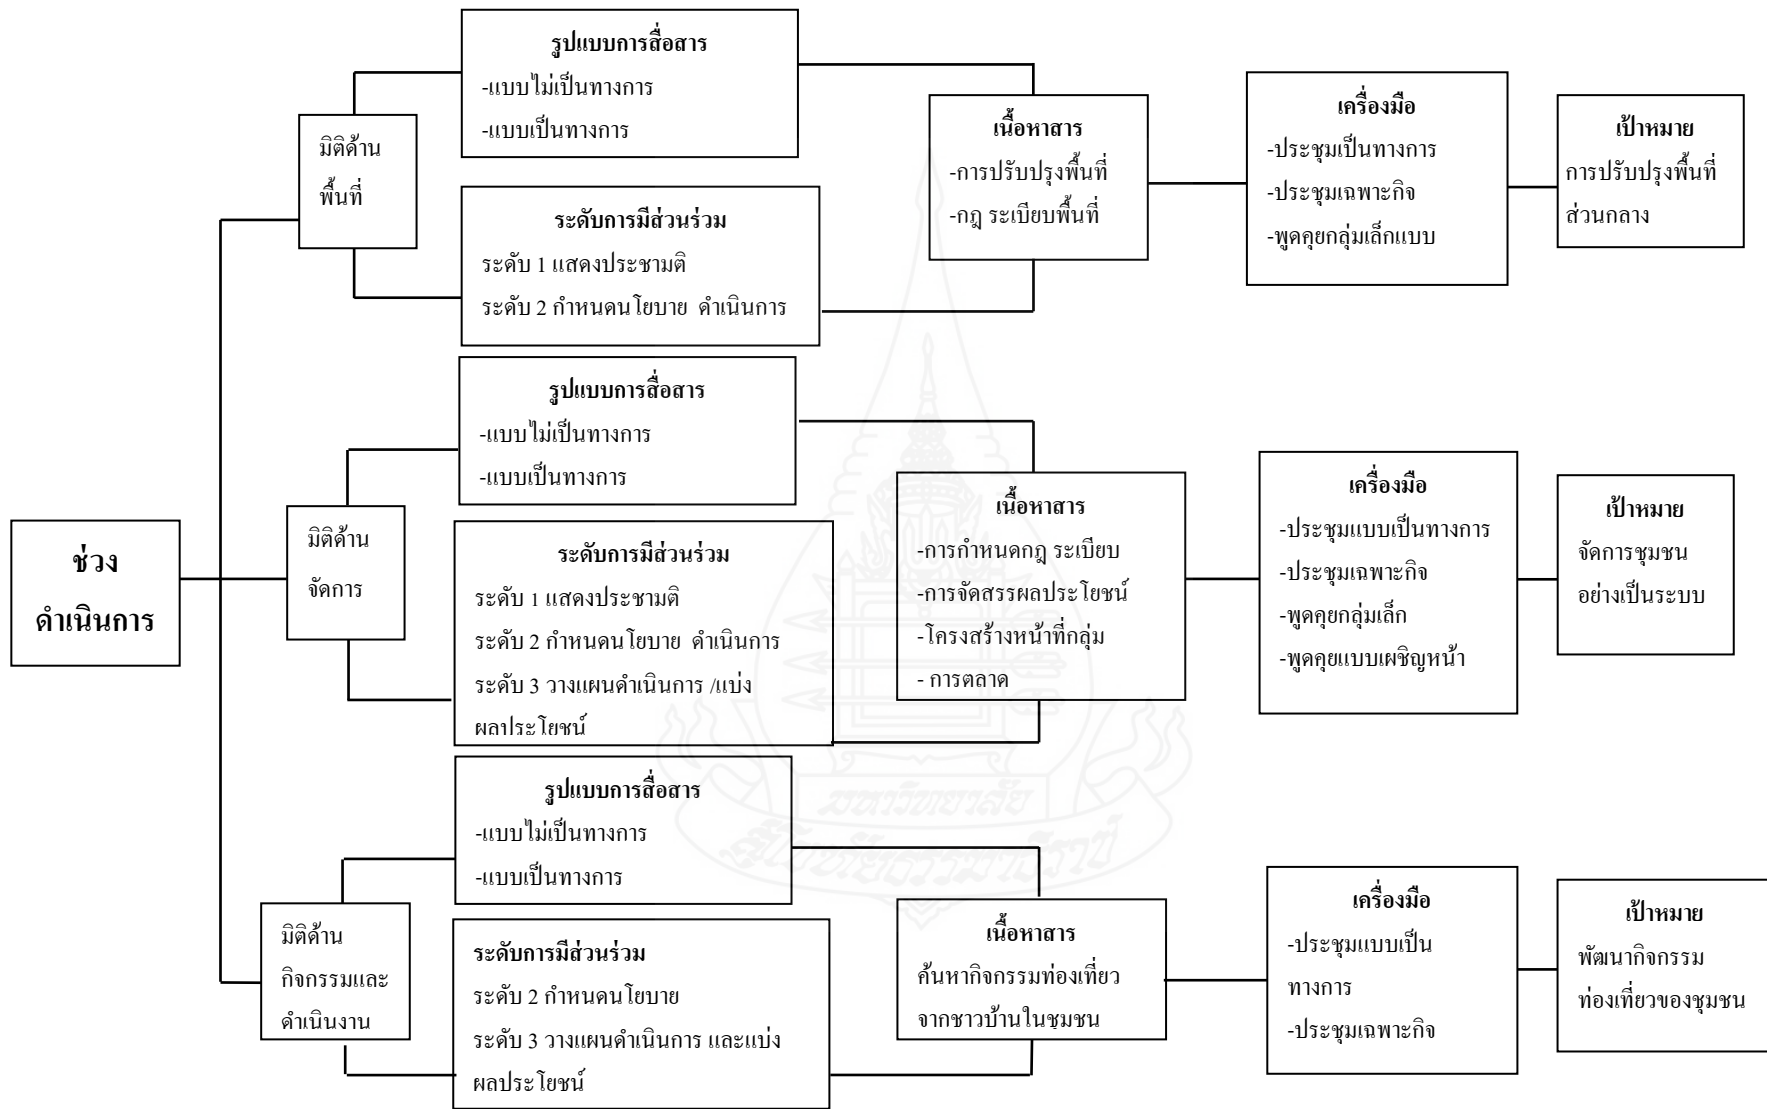 ช่วง
ดำเนินการ
มิติด้าน
พื้นที่
รูปแบบการสื่อสาร
-แบบไม่เป็นทางการ
-แบบเป็นทางการ
ระดับการมีส่วนร่วม
ระดับ 1 แสดงประชามติ
ระดับ 2 กำหนดนโยบาย ดำเนินการ
เนื้อหาสาร
-การปรับปรุงพื้นที่
-กฎ ระเบียบพื้นที่
เครื่องมือ
-ประชุมเป็นทางการ
-ประชุมเฉพาะกิจ
-พูดคุยกลุ่มเล็กแบบ
เป้าหมาย
การปรับปรุงพื้นที่
ส่วนกลาง
มิติด้าน
จัดการ
รูปแบบการสื่อสาร
-แบบไม่เป็นทางการ
-แบบเป็นทางการ
ระดับการมีส่วนร่วม
ระดับ 1 แสดงประชามติ
ระดับ 2 กำหนดนโยบาย ดำเนินการ
ระดับ 3 วางแผนดำเนินการ /แบ่ง
ผลประโยชน์
เนื้อหาสาร
-การกำหนดกฎ ระเบียบ
-การจัดสรรผลประโยชน์
-โครงสร้างหน้าที่กลุ่ม
- การตลาด
เครื่องมือ
-ประชุมแบบเป็นทางการ
-ประชุมเฉพาะกิจ
-พูดคุยกลุ่มเล็ก
-พูดคุยแบบเผชิญหน้า
เป้าหมาย
จัดการชุมชน
อย่างเป็นระบบ
มิติด้าน
กิจกรรมและ
ดำเนินงาน
รูปแบบการสื่อสาร
-แบบไม่เป็นทางการ
-แบบเป็นทางการ
ระดับการมีส่วนร่วม
ระดับ 2 กำหนดนโยบาย
ระดับ 3 วางแผนดำเนินการ และแบ่ง
ผลประโยชน์
เนื้อหาสาร
ค้นหากิจกรรมท่องเที่ยว
จากชาวบ้านในชุมชน
เครื่องมือ
-ประชุมแบบเป็น
ทางการ
-ประชุมเฉพาะกิจ
เป้าหมาย
พัฒนากิจกรรม
ท่องเที่ยวของชุมชน
มหาวิทยาลัย
สุโขทัยธรรมาธิราช